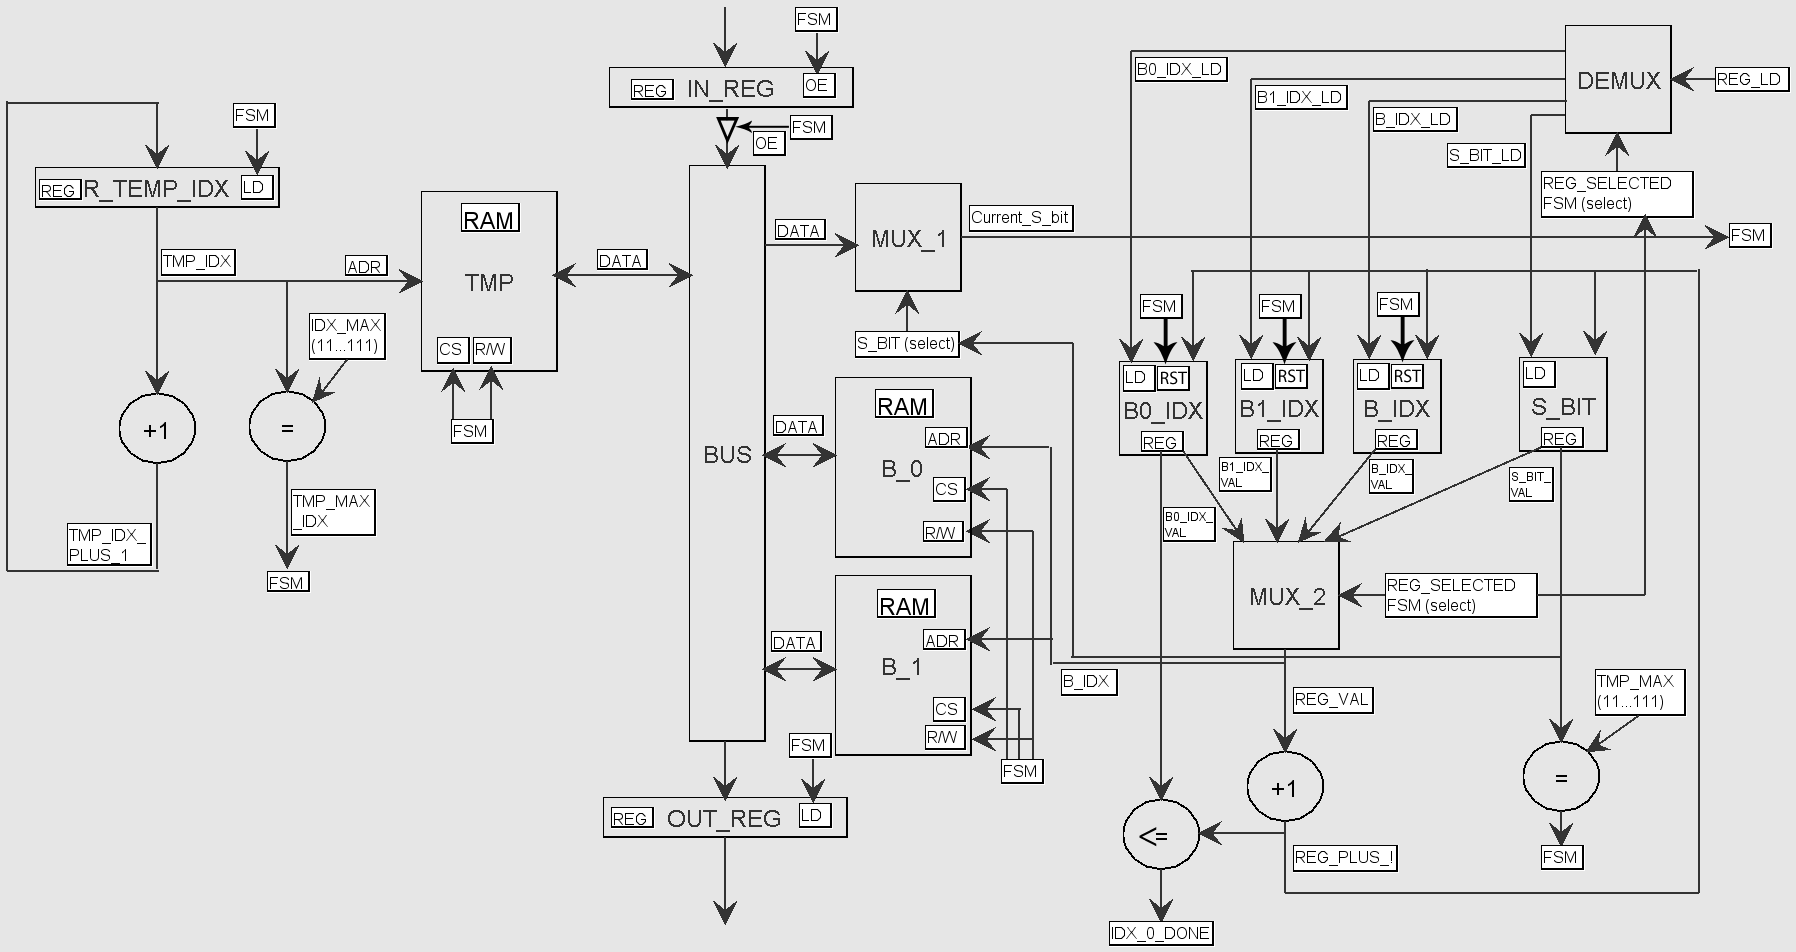 FSM
REG
IN_REG
OE
FSM
OE
FSM
REG
R_TEMP_IDX
LD
TMP_IDX
ADR
RAM
TMP
CS
R/W
FSM
DATA
IDX_MAX
(11...111)
+1
=
TMP_IDX_
PLUS_1
TMP_MAX
_IDX
FSM
BUS
DATA
MUX_1
Current_S_bit
FSM
S_BIT (select)
RAM
DATA
ADR
B_0
CS
R/W
RAM
DATA
ADR
B_1
CS
R/W
FSM
B_IDX
FSM
REG
OUT_REG
LD
DEMUX
REG_LD
B0_IDX_LD
B1_IDX_LD
B_IDX_LD
S_BIT_LD
REG_SELECTED
FSM (select)
FSM
FSM
FSM
LD
RST
B0_IDX
REG
LD
RST
B1_IDX
REG
LD
RST
B_IDX
REG
LD
S_BIT
REG
B0_IDX_
VAL
B1_IDX_
VAL
B_IDX_
VAL
S_BIT_
VAL
MUX_2
REG_SELECTED
FSM (select)
REG_VAL
+1
REG_PLUS_!
<=
IDX_0_DONE
TMP_MAX
(11...111)
=
FSM